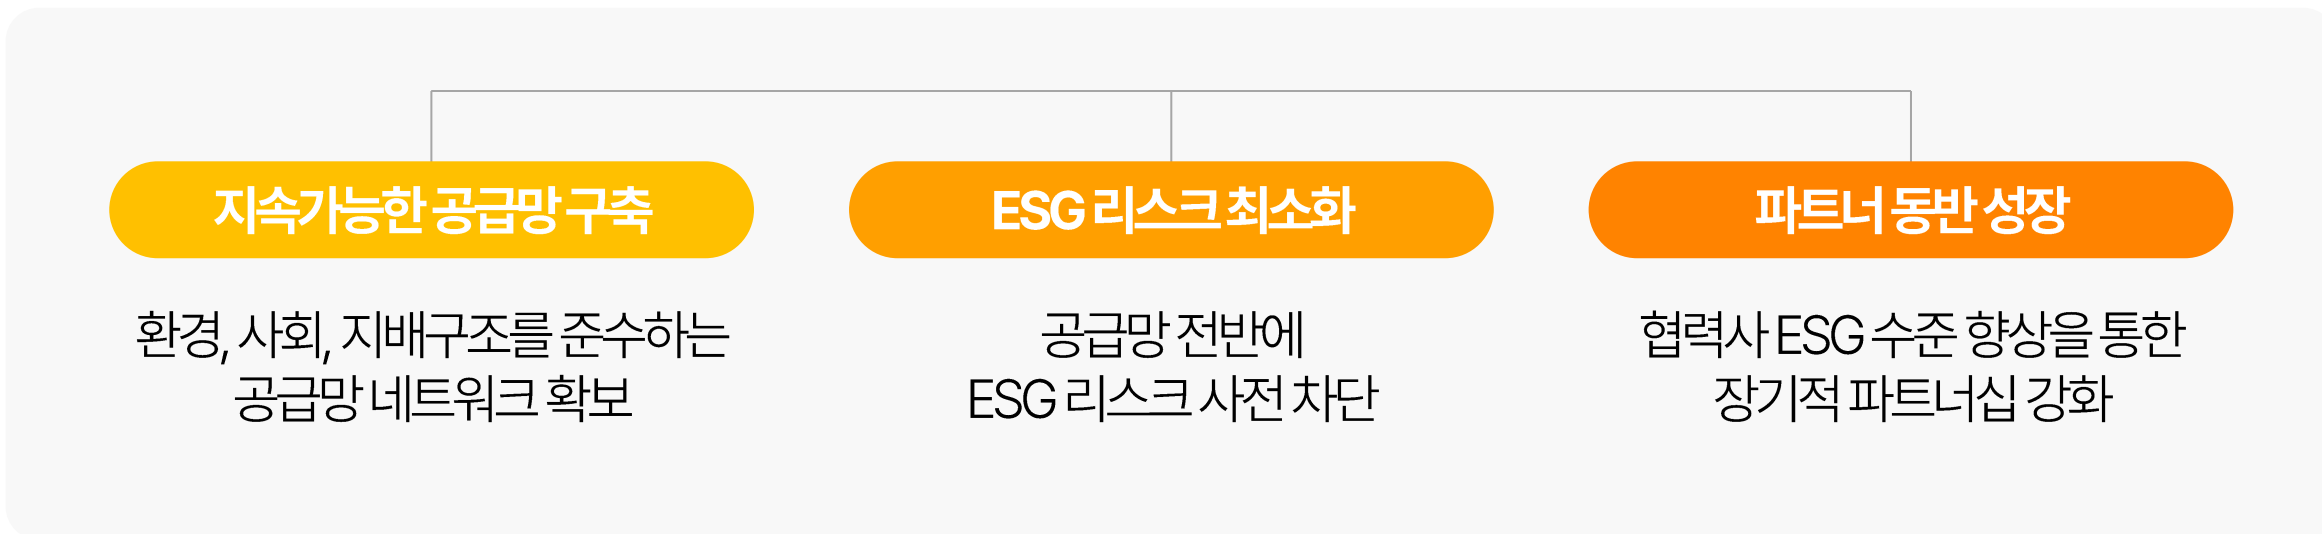 지속가능한 공급망 구축
환경, 사회, 지배구조를 준수하는
공급망 네트워크 확보
ESG 리스크 최소화
공급망 전반에
ESG 리스크 사전 차단
파트너 동반 성장
협력사 ESG 수준 향상을 통한
장기적 파트너십 강화